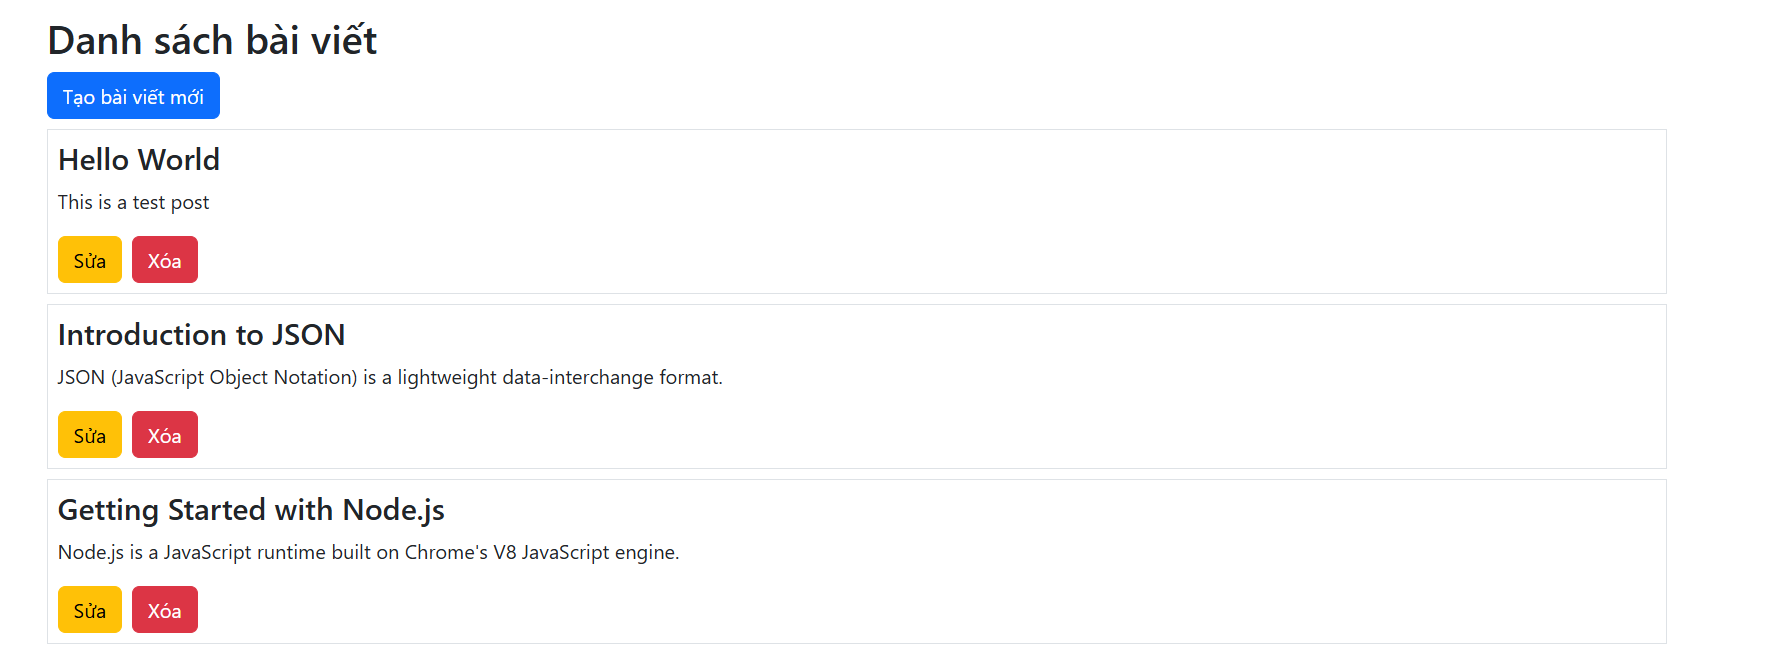 Danh sách bài viết
Tạo bài viết mới
Hello World
This is a test post
Sửa Xóa
Introduction to JSON
JSON (JavaScript Object Notation) is a lightweight data-interchange format.
Sửa Xóa
Getting Started with Node.js
Node.js is a JavaScript runtime built on Chrome's V8 JavaScript engine.
Sửa Xóa